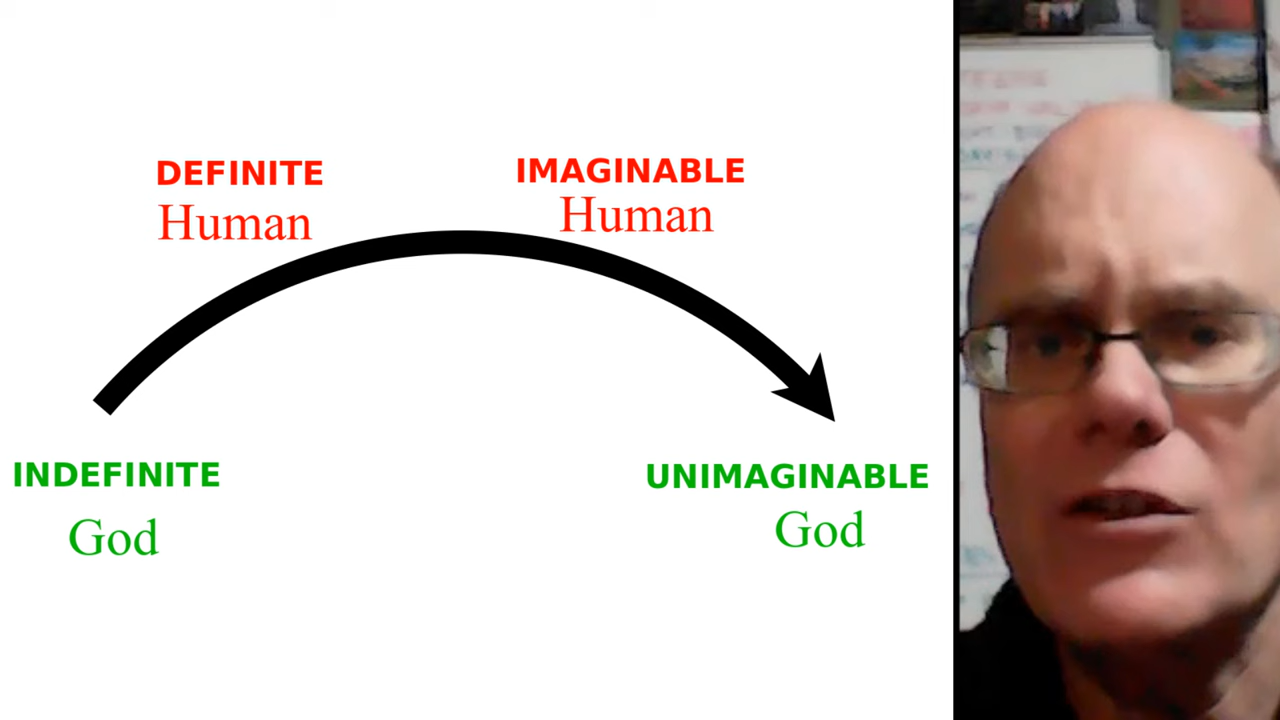 DEFINITE
Human
IMAGINABLE
Human
INDEFINITE
God
UNIMAGINABLE
God